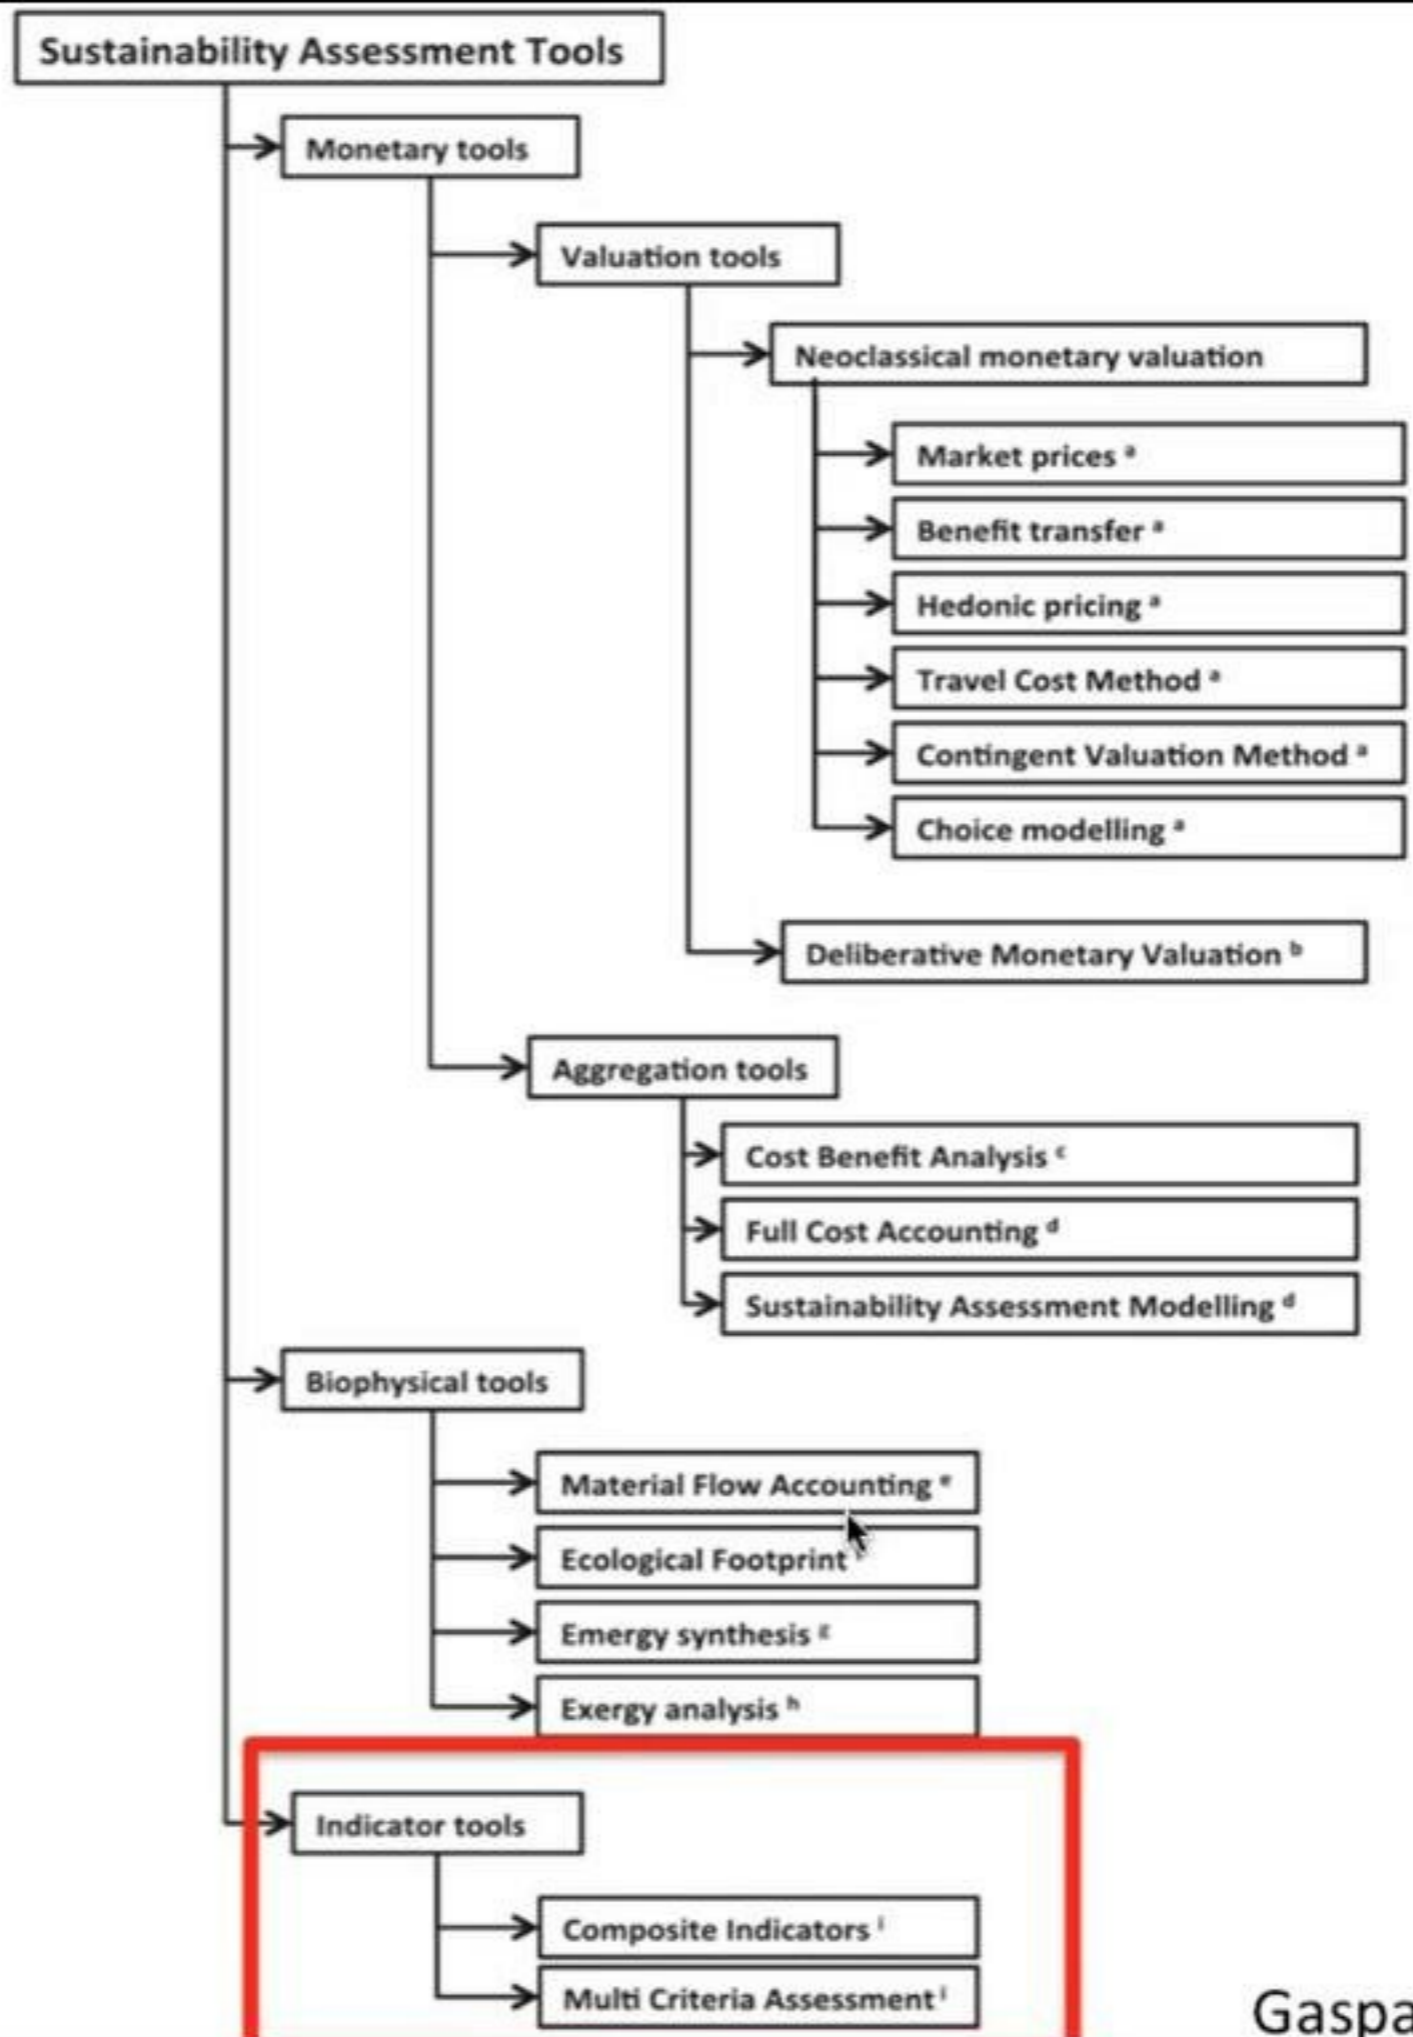 Sustainability Assessment Tools
Monetary tools
Valuation tools
Neoclassical monetary valuation
Market prices ª
Benefit transfer ª
Hedonic pricing ª
Travel Cost Method ª
Contingent Valuation Method ª
Choice modelling ª
Deliberative Monetary Valuation ᵇ
Aggregation tools
Cost Benefit Analysis ᶜ
Full Cost Accounting ᵈ
Sustainability Assessment Modelling ᵈ
Biophysical tools
Material Flow Accounting ᵉ
Ecological Footprint
Emergy synthesis ᵍ
Exergy analysis ʰ
Indicator tools
Composite Indicators ⁱ
Multi Criteria Assessment ⁱ
Gaspa